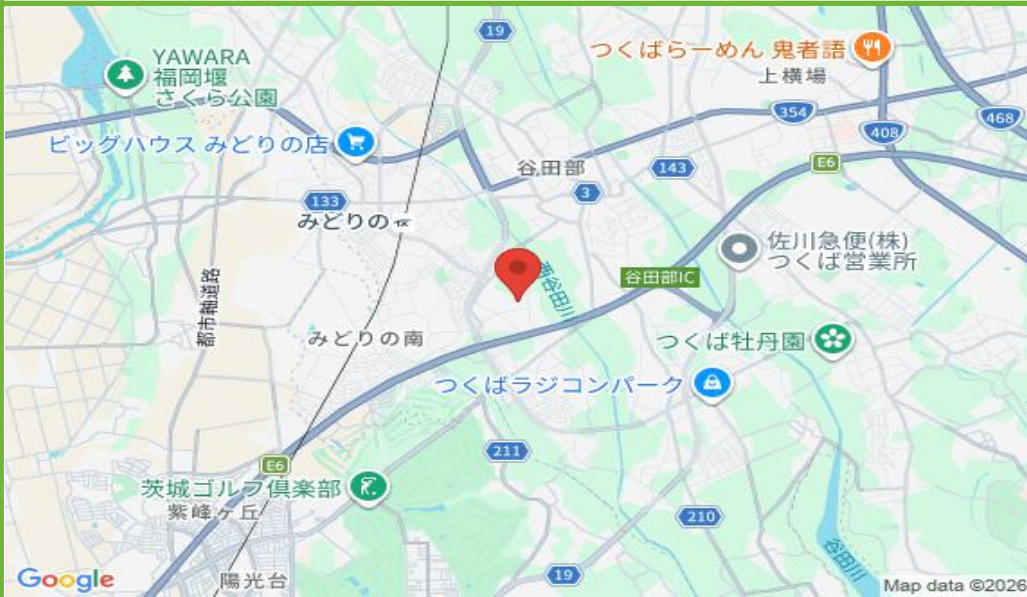 19
つくばらーめん 鬼者語
上横場
YAWARA
福岡堰
さくら公園
354
468
408
ビッグハウス みどりの店
谷田部
143
E6
3
133
みどりの
佐川急便(株)
つくば営業所
西谷田川
谷田部IC
都市軸道路
みどりの南
つくば牡丹園
つくばラジコンパーク
211
E6
茨城ゴルフ倶楽部
紫峰ヶ丘
210
谷田川
Google
陽光台
19
Map data ©2026